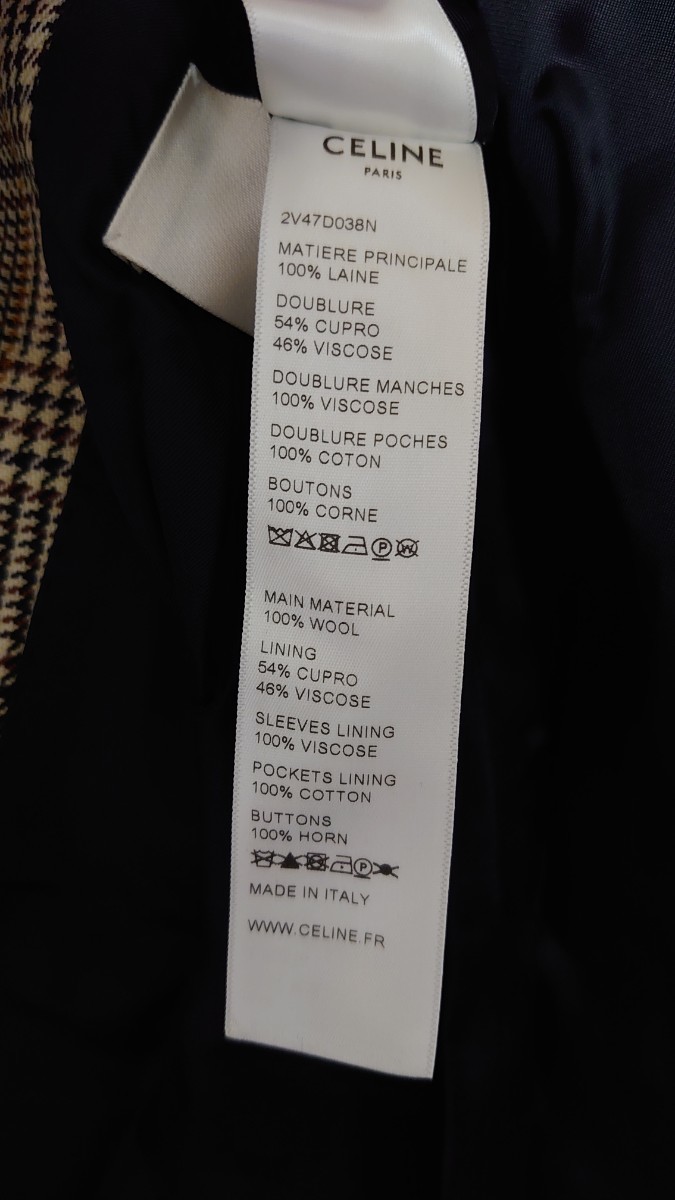 CELINE
PARIS
2V47D038N
MATIERE PRINCIPALE
100% LAINE
DOUBLURE
54% CUPRO
46% VISCOSE
DOUBLURE MANCHES
100% VISCOSE
DOUBLURE POCHES
100% COTON
BOUTONS
100% CORNE
P W
MAIN MATERIAL
100% WOOL
LINING
54% CUPRO
46% VISCOSE
SLEEVES LINING
100% VISCOSE
POCKETS LINING
100% COTTON
BUTTONS
100% HORN
P
MADE IN ITALY
WWW.CELINE.FR